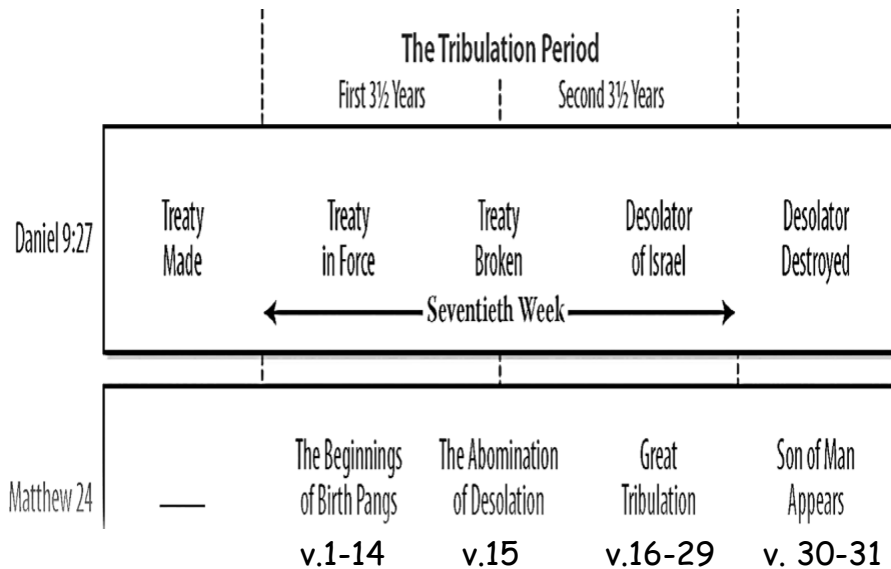 The Tribulation Period
First 3½ Years
Second 3½ Years
Daniel 9:27
Treaty
Made
Treaty
in Force
Treaty
Broken
Desolator
of Israel
Desolator
Destroyed
Seventieth Week
Matthew 24
—
The Beginnings
of Birth Pangs
The Abomination
of Desolation
Great
Tribulation
Son of Man
Appears
v.1-14
v.15
v.16-29
v. 30-31